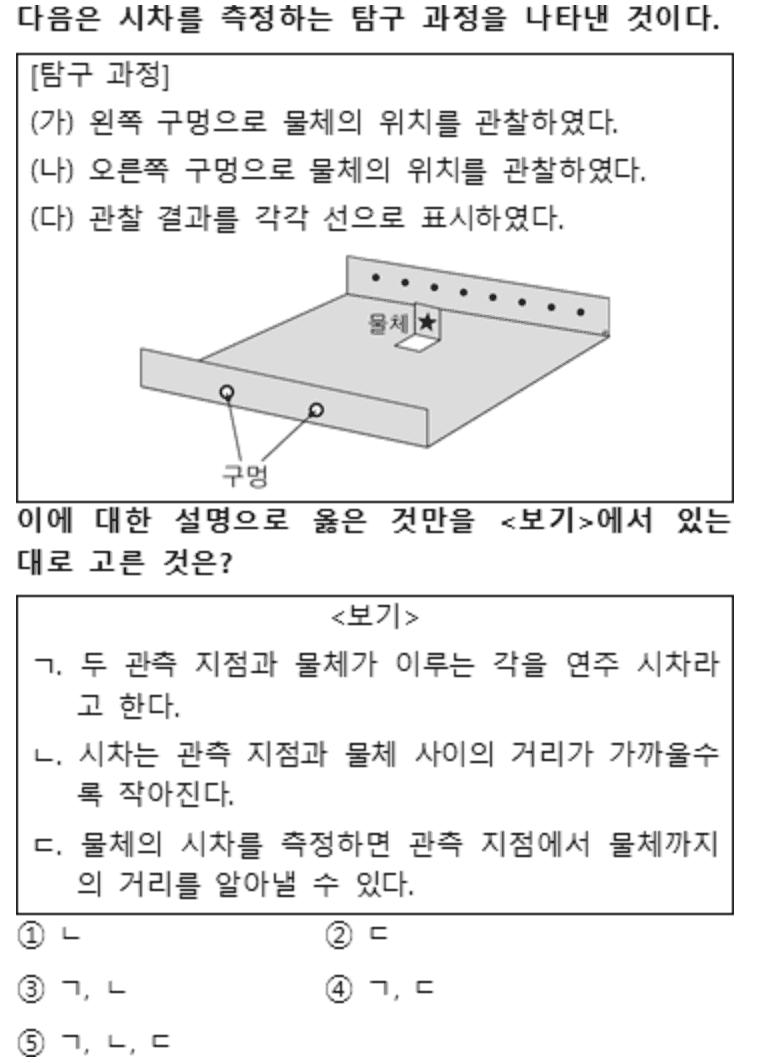 다음은 시차를 측정하는 탐구 과정을 나타낸 것이다.
[탐구 과정]
(가) 왼쪽 구멍으로 물체의 위치를 관찰하였다.
(나) 오른쪽 구멍으로 물체의 위치를 관찰하였다.
(다) 관찰 결과를 각각 선으로 표시하였다.
물체
구멍
이에 대한 설명으로 옳은 것만을 <보기>에서 있는
대로 고른 것은?
<보기>
ㄱ. 두 관측 지점과 물체가 이루는 각을 연주 시차라
고 한다.
ㄴ. 시차는 관측 지점과 물체 사이의 거리가 가까울수
록 작아진다.
ㄷ. 물체의 시차를 측정하면 관측 지점에서 물체까지
의 거리를 알아낼 수 있다.
① ㄴ ② ㄷ
③ ㄱ, ㄴ ④ ㄱ, ㄷ
⑤ ㄱ, ㄴ, ㄷ